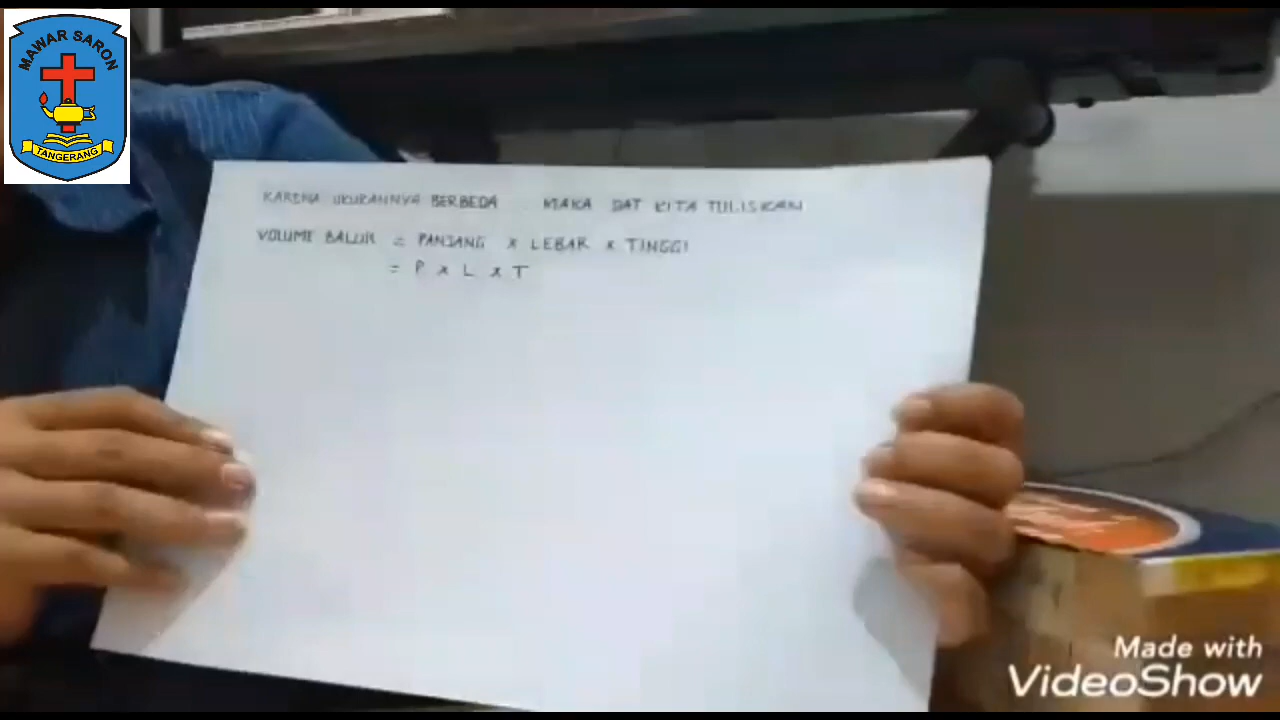 MAWAR SARON
TANGERANG
KARENA UKURANNYA BERBEDA . MAKA DAT KITA TULISKAN
VOLUME BALOK = PANJANG x LEBAR x TINGGI
= P x L x T
Made with
VideoShow